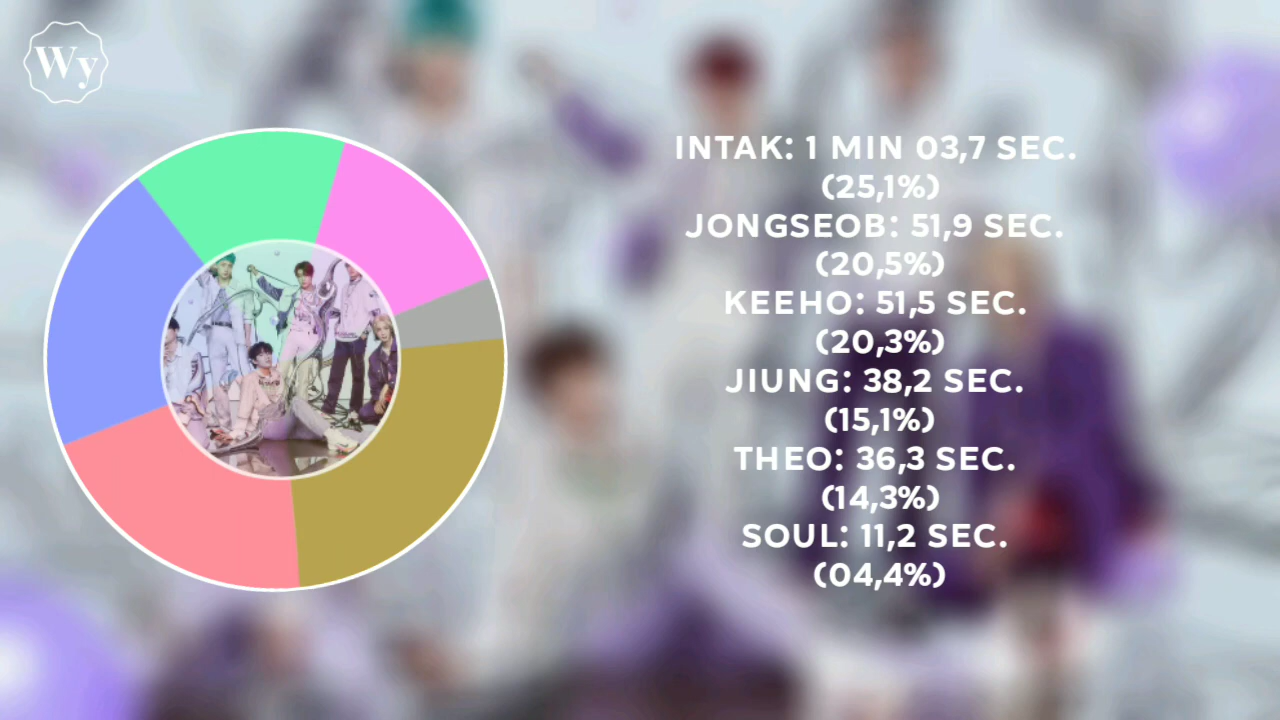 Wy
INTAK: 1 MIN 03,7 SEC.
(25,1%)
JONGSEOB: 51,9 SEC.
(20,5%)
KEEHO: 51,5 SEC.
(20,3%)
JIUNG: 38,2 SEC.
(15,1%)
THEO: 36,3 SEC.
(14,3%)
SOUL: 11,2 SEC.
(04,4%)